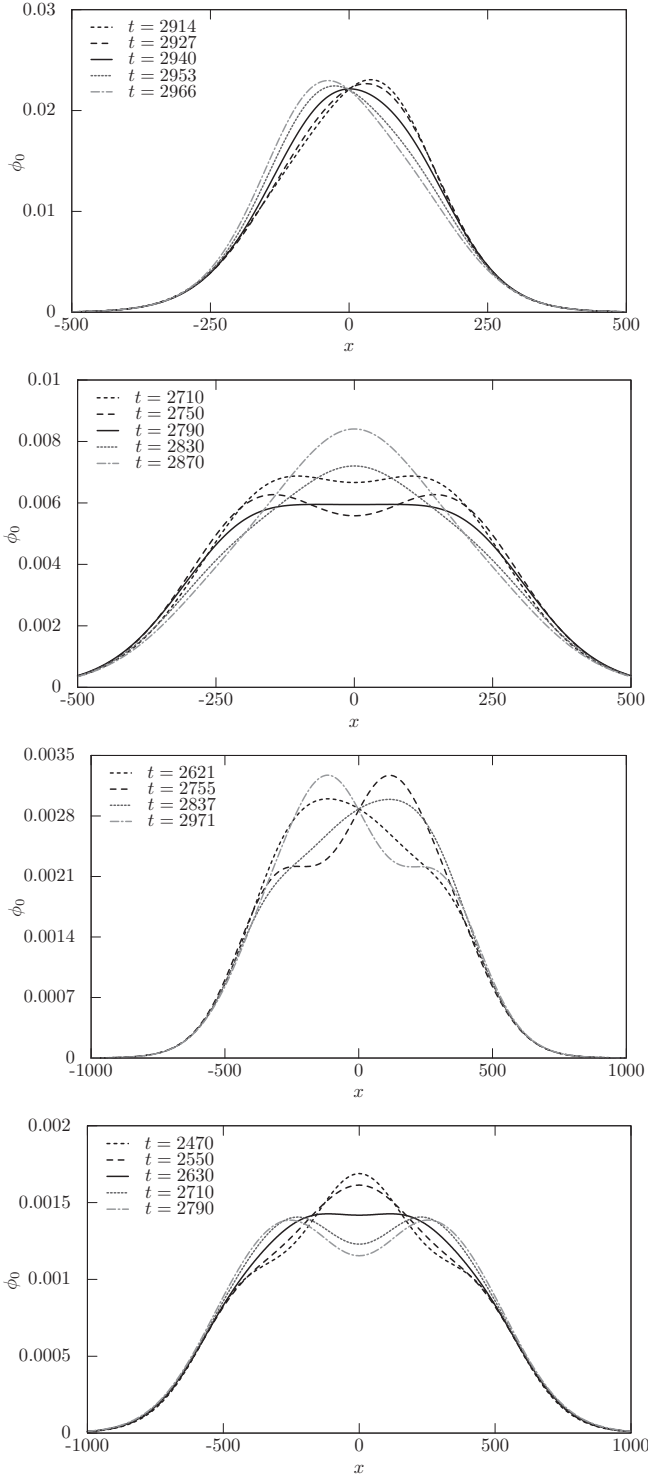 0.03
t = 2914
t = 2927
t = 2940
t = 2953
t = 2966
0.02
ϕ0
0.01
0
-500 -250 0 250 500
x
0.01
t = 2710
t = 2750
t = 2790
t = 2830
t = 2870
0.008
0.006
ϕ0
0.004
0.002
0
-500 -250 0 250 500
x
0.0035
t = 2621
t = 2755
t = 2837
t = 2971
0.0028
0.0021
ϕ0
0.0014
0.0007
0
-1000 -500 0 500 1000
x
0.002
t = 2470
t = 2550
t = 2630
t = 2710
t = 2790
0.0015
0.001
ϕ0
0.0005
0
-1000 -500 0 500 1000
x